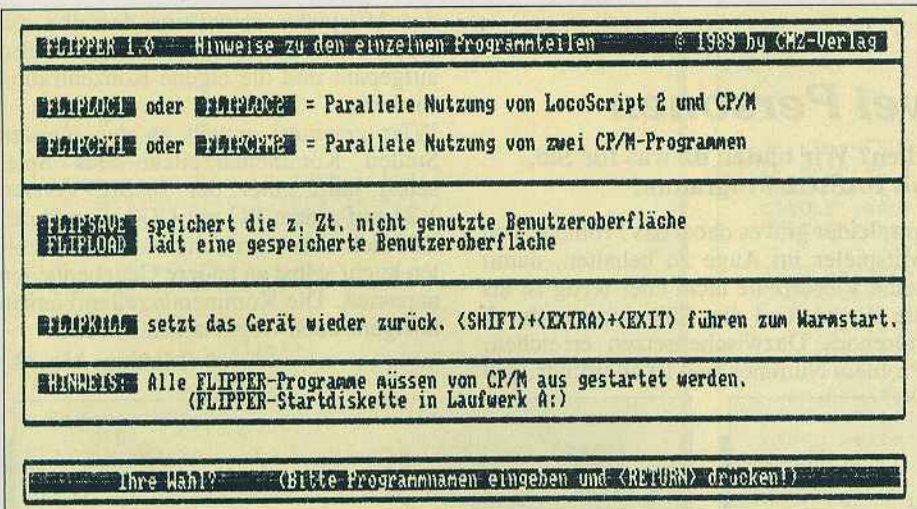 FLIPPER 1.0 Hinweise zu den einzelnen Programmteilen © 1989 by CMZ-Verlag
FLIPLOC1 oder FLIPLOC2 = Parallele Nutzung von LocoScript 2 und CP/M
FLIPCPM1 oder FLIPCPM2 = Parallele Nutzung von zwei CP/M-Programmen
FLIPSAVE speichert die z. Zt. nicht genutzte Benutzeroberfläche
FLIPLOAD lädt eine gespeicherte Benutzeroberfläche
FLIPKILL setzt das Gerät wieder zurück. <SHIFT>+<EXTRA>+<EXIT> führen zum Warmstart.
HINWEIS: Alle FLIPPER-Programme müssen von CP/M aus gestartet werden.
(FLIPPER-Startdiskette in Laufwerk A:)
Ihre Wahl? (Bitte Programmnamen eingeben und <RETURN> drücken!)